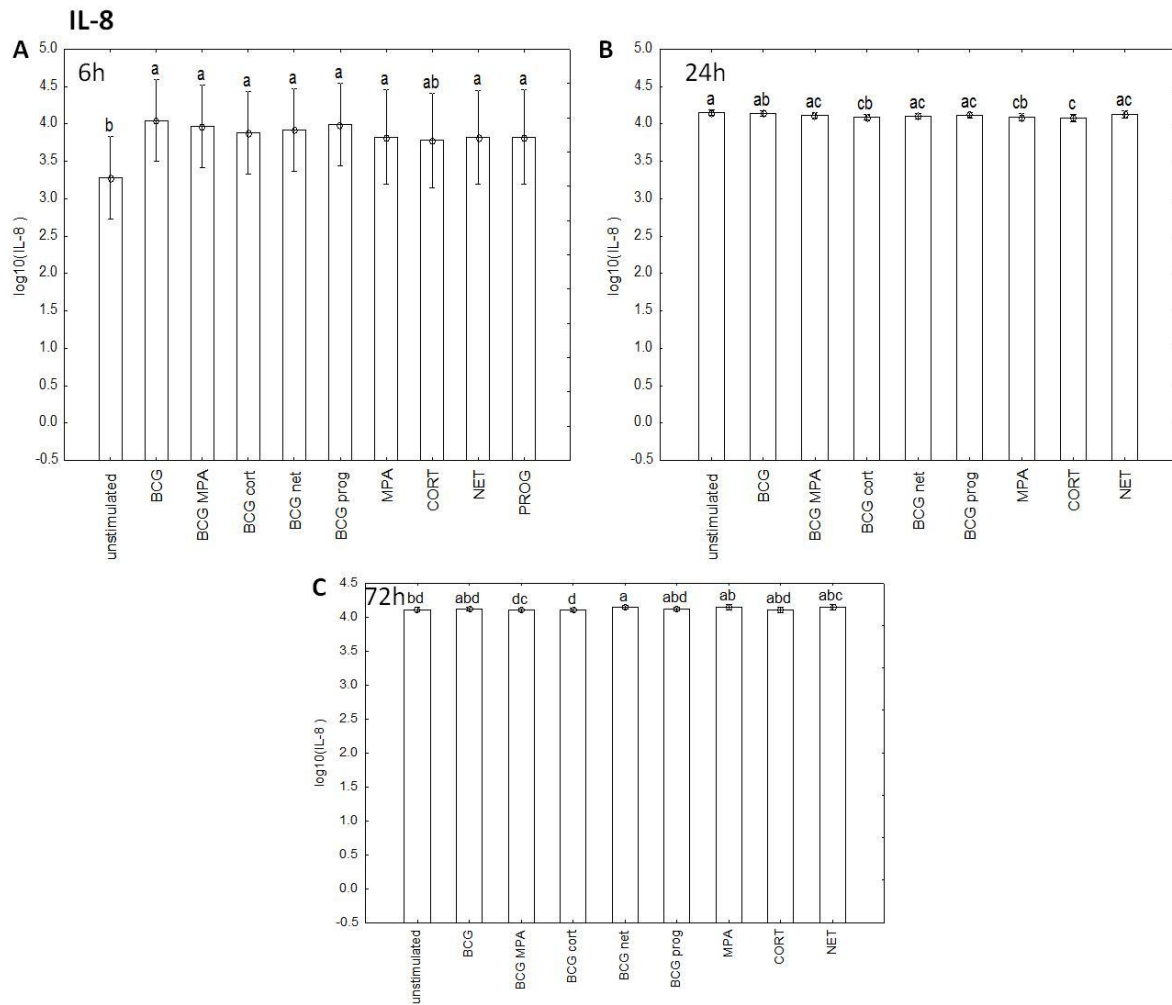 IL-8
A
6h
5.0
4.5
4.0
3.5
3.0
2.5
2.0
1.5
1.0
0.5
0.0
-0.5
log10(IL-8 )
b a a a a a a ab a a
unstimulated
BCG
BCG MPA
BCG cort
BCG net
BCG prog
MPA
CORT
NET
PROG
B
24h
5.0
4.5
4.0
3.5
3.0
2.5
2.0
1.5
1.0
0.5
0.0
-0.5
log10(IL-8 )
a ab ac cb ac ac cb c ac
unstimulated
BCG
BCG MPA
BCG cort
BCG net
BCG prog
MPA
CORT
NET
C
72h
4.5
4.0
3.5
3.0
2.5
2.0
1.5
1.0
0.5
0.0
-0.5
log10(IL-8 )
bd abd dc d a abd ab abd abc
unstimulated
BCG
BCG MPA
BCG cort
BCG net
BCG prog
MPA
CORT
NET